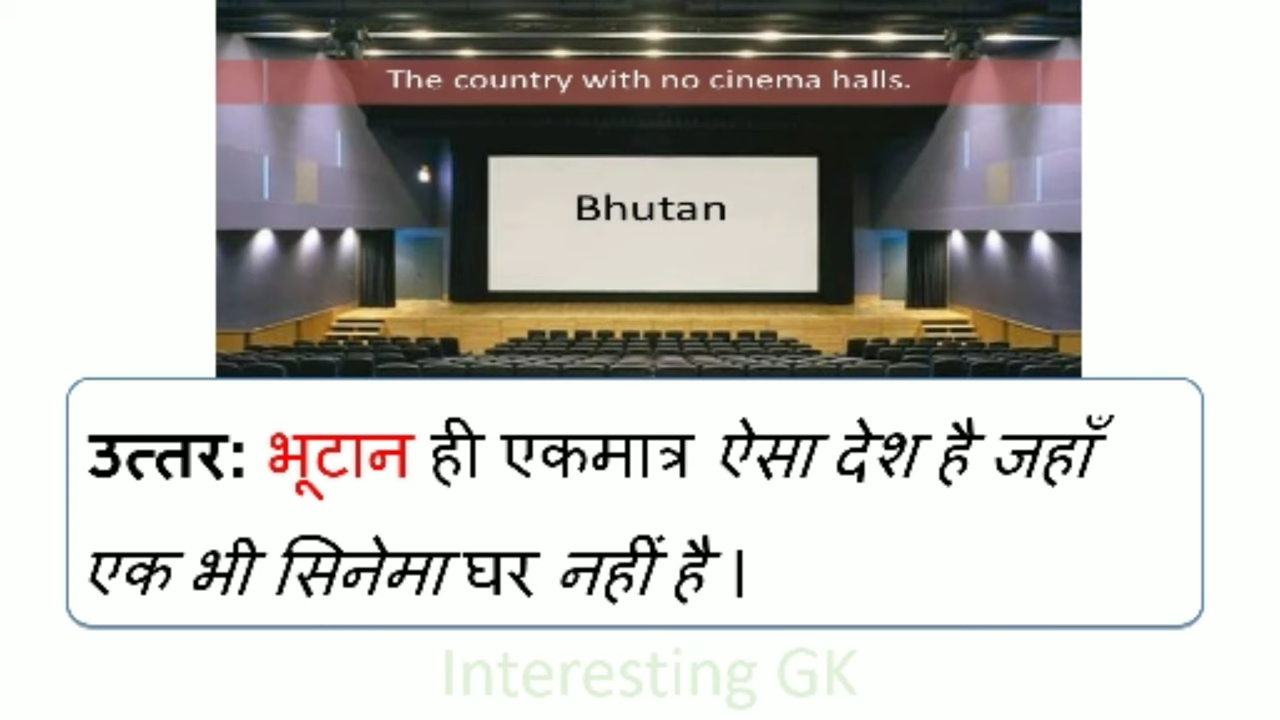 The country with no cinema halls.
Bhutan
उत्तर: भूटान ही एकमात्र ऐसा देश है जहाँ
एक भी सिनेमा घर नहीं है ।
Interesting GK